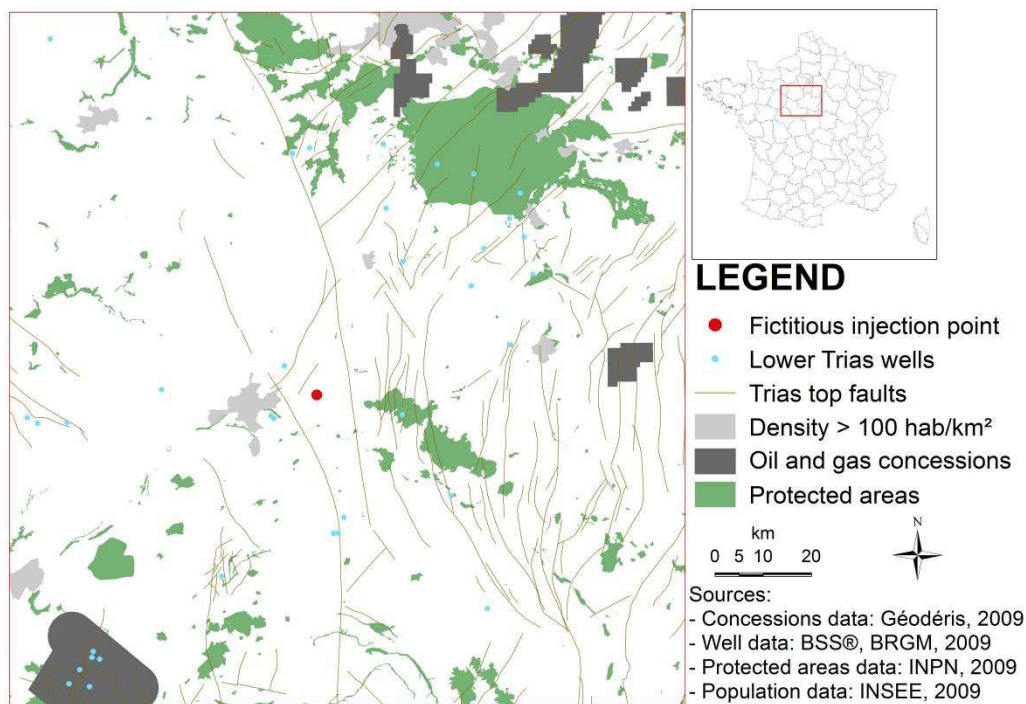 LEGEND
Fictitious injection point
Lower Trias wells
Trias top faults
Density > 100 hab/km²
Oil and gas concessions
Protected areas
km
0 5 10 20
N
Sources:
- Concessions data: Géodéris, 2009
- Well data: BSS®, BRGM, 2009
- Protected areas data: INPN, 2009
- Population data: INSEE, 2009